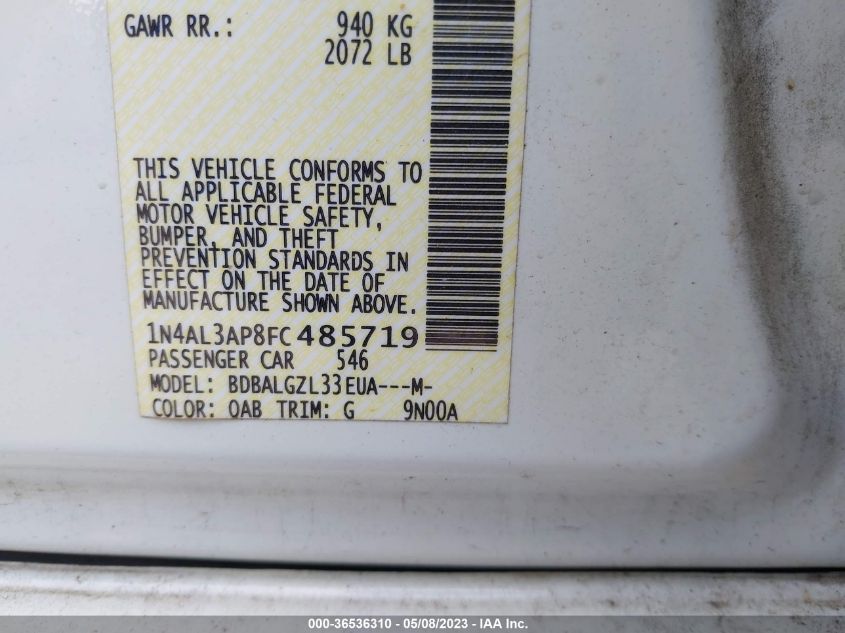 GAWR RR.: 940 KG
2072 LB
THIS VEHICLE CONFORMS TO
ALL APPLICABLE FEDERAL
MOTOR VEHICLE SAFETY,
BUMPER, AND THEFT
PREVENTION STANDARDS IN
EFFECT ON THE DATE OF
MANUFACTURE SHOWN ABOVE.
1N4AL3AP8FC485719
PASSENGER CAR 546
MODEL: BDBALGZL33EUA---M-
COLOR: OAB TRIM: G 9N00A
000-36536310 - 05/08/2023 - IAA Inc.